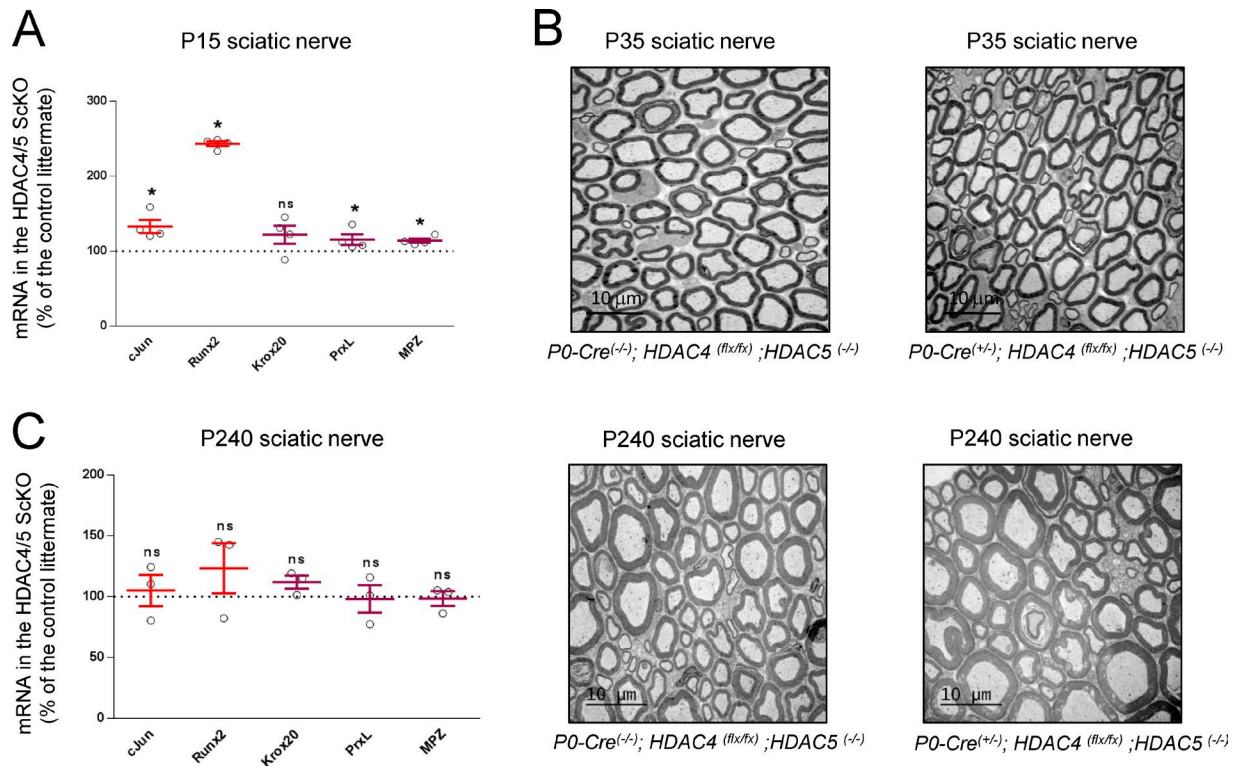 A
P15 sciatic nerve
mRNA in the HDAC4/5 ScKO
(% of the control littermate)
300
200
100
0
*
*
ns
*
*
cJun
Runx2
Krox20
PrxL
MPZ
B
P35 sciatic nerve
10 µm
P0-Cre(-/-); HDAC4 (flx/fx) ;HDAC5 (-/-)
P35 sciatic nerve
10 µm
P0-Cre(+/-); HDAC4 (flx/fx) ;HDAC5 (-/-)
C
P240 sciatic nerve
mRNA in the HDAC4/5 ScKO
(% of the control littermate)
200
150
100
50
0
ns
ns
ns
ns
ns
cJun
Runx2
Krox20
PrxL
MPZ
P240 sciatic nerve
10 µm
P0-Cre(-/-); HDAC4 (flx/fx) ;HDAC5 (-/-)
P240 sciatic nerve
10 µm
P0-Cre(+/-); HDAC4 (flx/fx) ;HDAC5 (-/-)